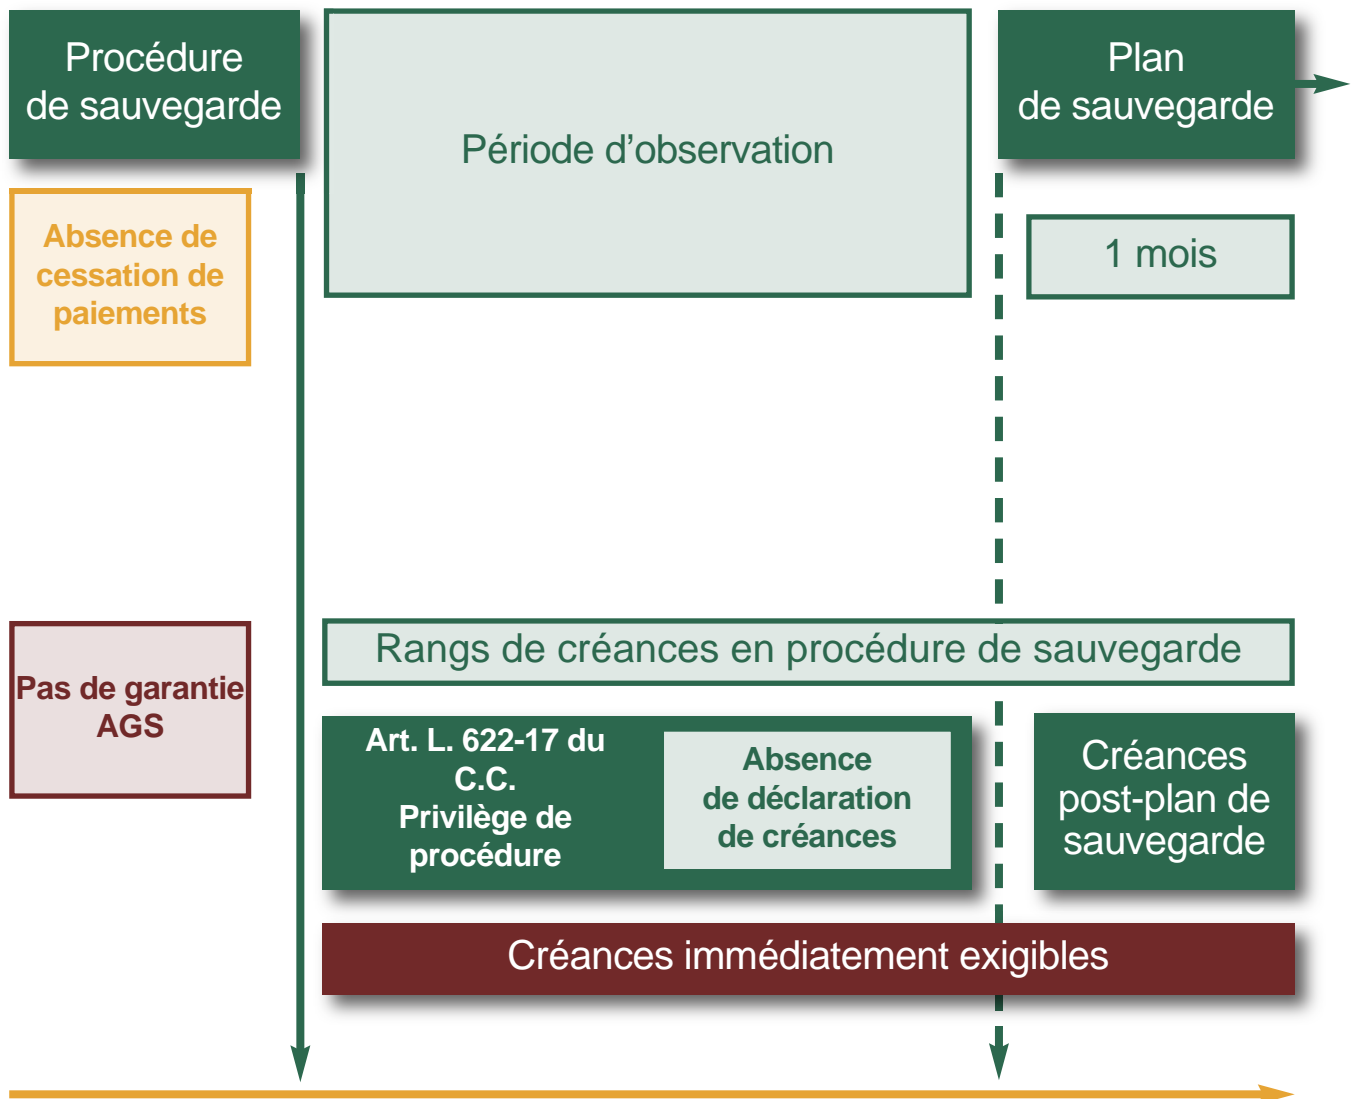 Procédure
de sauvegarde
Période d’observation
Plan
de sauvegarde
Absence de
cessation de
paiements
1 mois
Pas de garantie
AGS
Rangs de créances en procédure de sauvegarde
Art. L. 622-17 du
C.C.
Privilège de
procédure
Absence
de déclaration
de créances
Créances
post-plan de
sauvegarde
Créances immédiatement exigibles